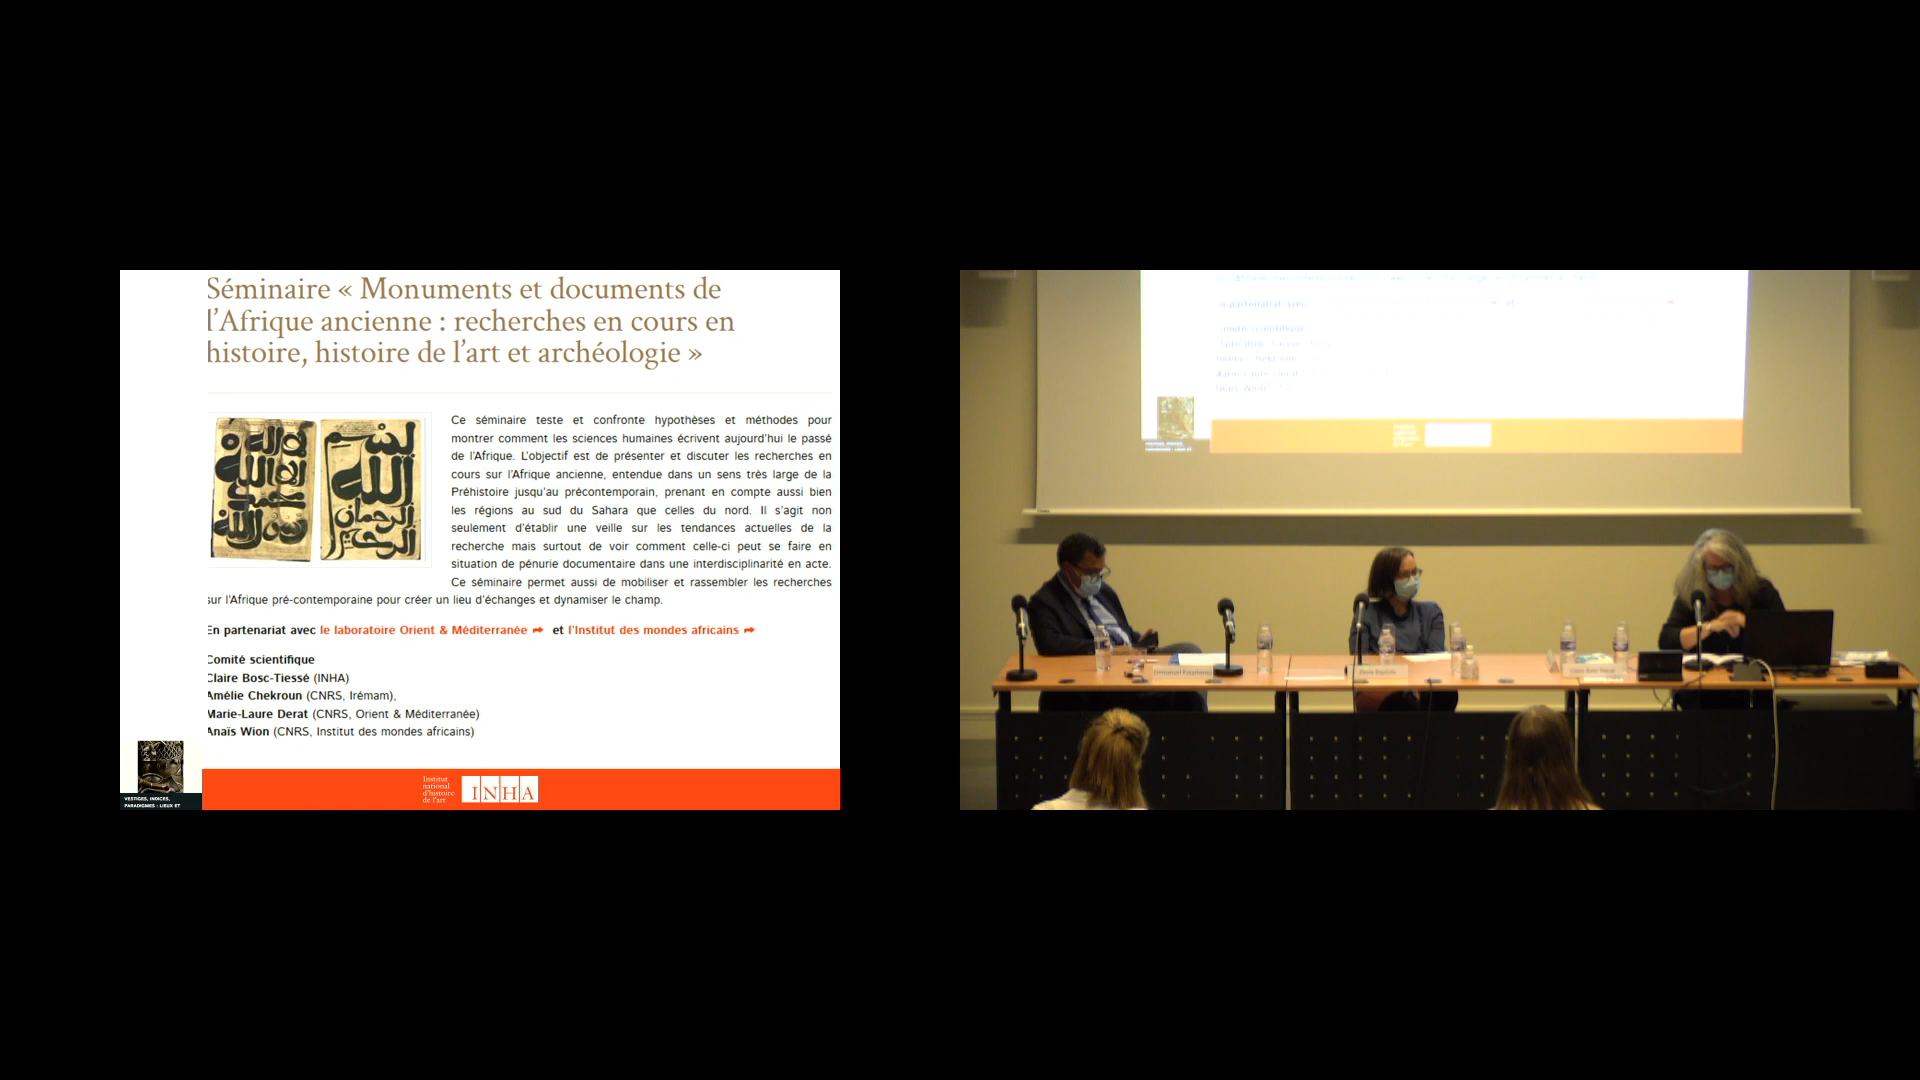 Séminaire « Monuments et documents de
l’Afrique ancienne : recherches en cours en
histoire, histoire de l’art et archéologie »
Ce séminaire teste et confronte hypothèses et méthodes pour
montrer comment les sciences humaines écrivent aujourd’hui le passé
de l’Afrique. L’objectif est de présenter et discuter les recherches en
cours sur l’Afrique ancienne, entendue dans un sens très large de la
Préhistoire jusqu’au précontemporain, prenant en compte aussi bien
les régions au sud du Sahara que celles du nord. Il s’agit non
seulement d’établir une veille sur les tendances actuelles de la
recherche mais surtout de voir comment celle-ci peut se faire en
situation de pénurie documentaire dans une interdisciplinarité en acte.
Ce séminaire permet aussi de mobiliser et rassembler les recherches
sur l’Afrique pré-contemporaine pour créer un lieu d’échanges et dynamiser le champ.
En partenariat avec le laboratoire Orient & Méditerranée et l’Institut des mondes africains
Comité scientifique
Claire Bosc-Tiessé (INHA)
Amélie Chekroun (CNRS, Irémam),
Marie-Laure Derat (CNRS, Orient & Méditerranée)
Anaïs Wion (CNRS, Institut des mondes africains)
VESTIGES, INDICES,
PARADIGMES : LIEUX ET
Institut
national
d’histoire
de l’art
INHA
بسم
الله
الرحمان
الرحيم